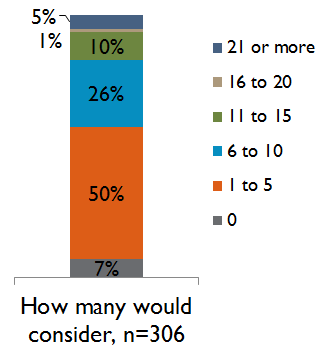 5%
1%
10%
26%
50%
7%
21 or more
16 to 20
11 to 15
6 to 10
1 to 5
0
How many would
consider, n=306